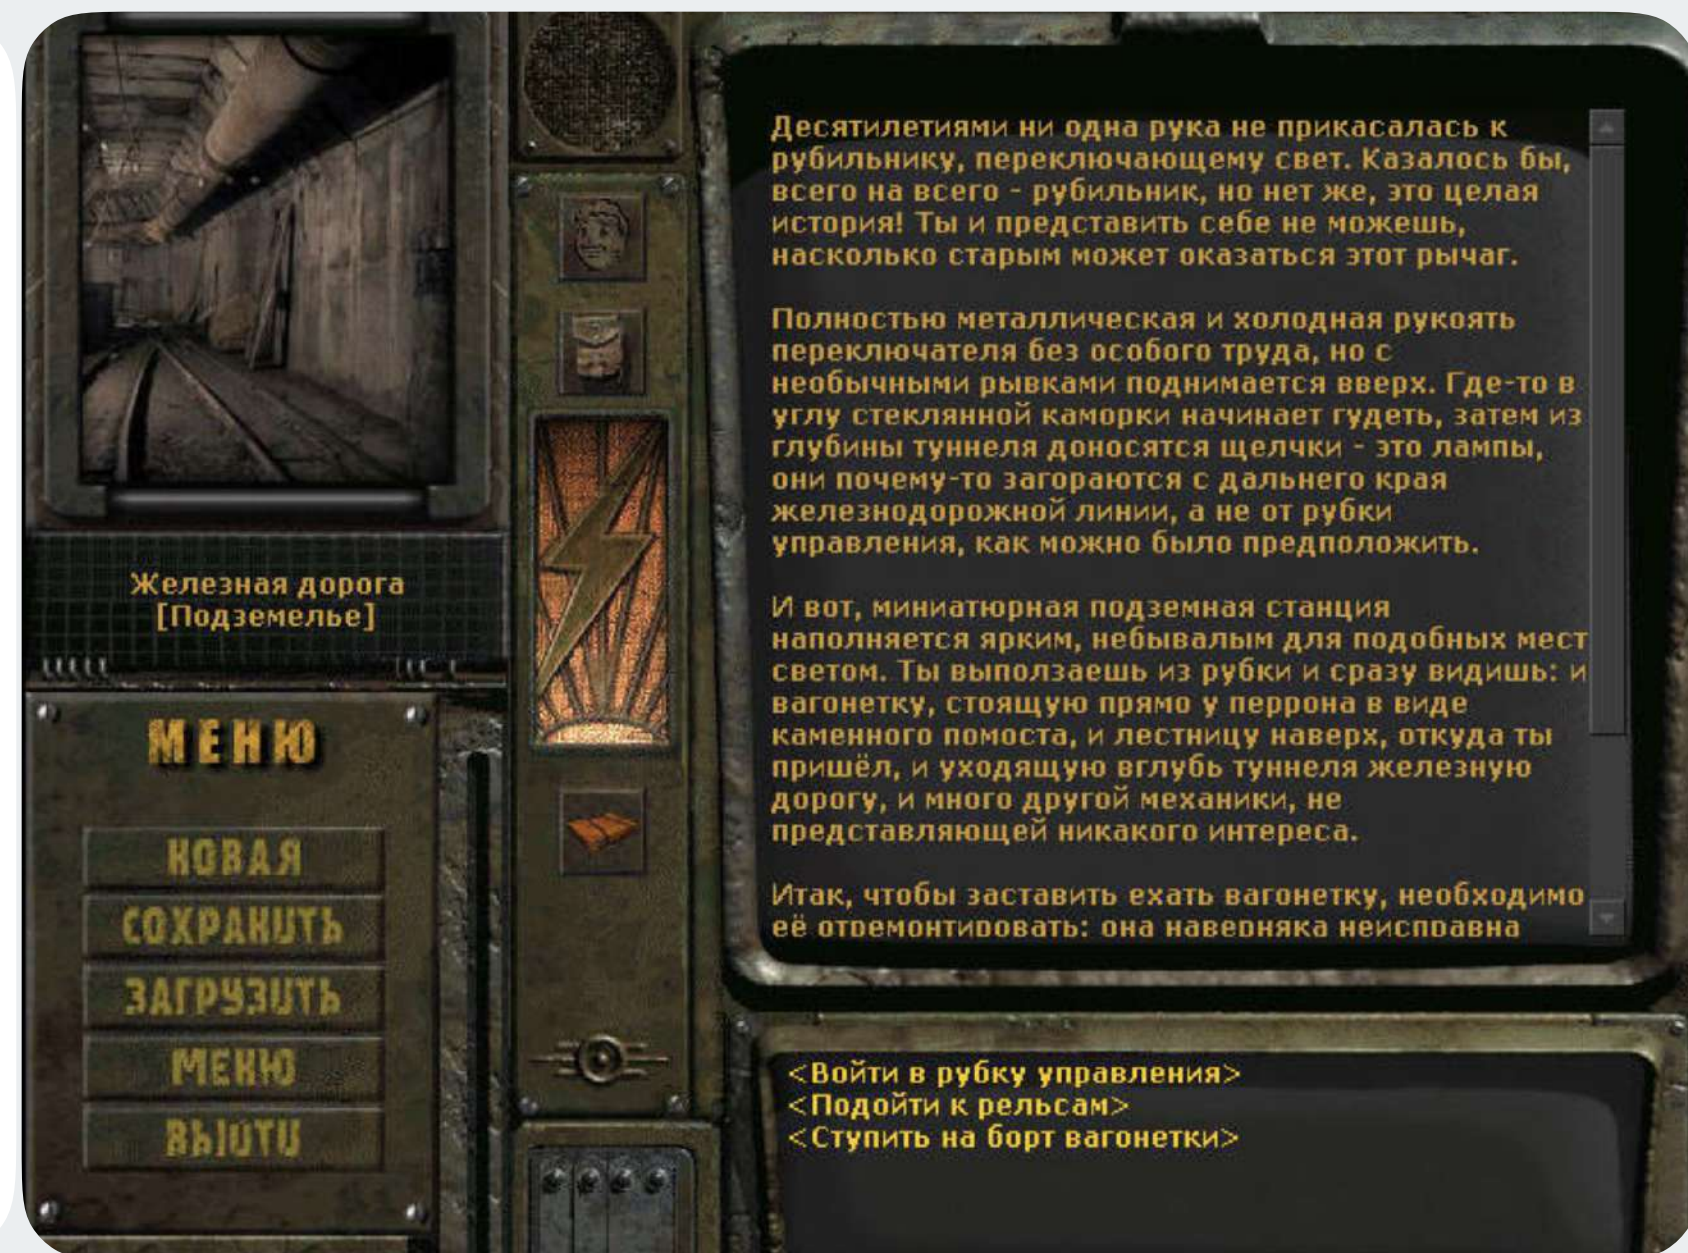 Железная дорога
[Подземелье]
МЕНЮ
НОВАЯ
СОХРАНИТЬ
ЗАГРУЗИТЬ
МЕНЮ
ВЫЙТИ
Десятилетиями ни одна рука не прикасалась к
рубильнику, переключающему свет. Казалось бы,
всего на всего - рубильник, но нет же, это целая
история! Ты и представить себе не можешь,
насколько старым может оказаться этот рычаг.
Полностью металлическая и холодная рукоять
переключателя без особого труда, но с
необычными рывками поднимается вверх. Где-то в
углу стеклянной каморки начинает гудеть, затем из
глубины туннеля доносятся щелчки - это лампы,
они почему-то загораются с дальнего края
железнодорожной линии, а не от рубки
управления, как можно было предположить.
И вот, миниатюрная подземная станция
наполняется ярким, небывалым для подобных мест
светом. Ты выползаешь из рубки и сразу видишь: и
вагонетку, стоящую прямо у перрона в виде
каменного помоста, и лестницу наверх, откуда ты
пришёл, и уходящую вглубь туннеля железную
дорогу, и много другой механики, не
представляющей никакого интереса.
Итак, чтобы заставить ехать вагонетку, необходимо
её отремонтировать: она наверняка неисправна
<Войти в рубку управления>
<Подойти к рельсам>
<Ступить на борт вагонетки>